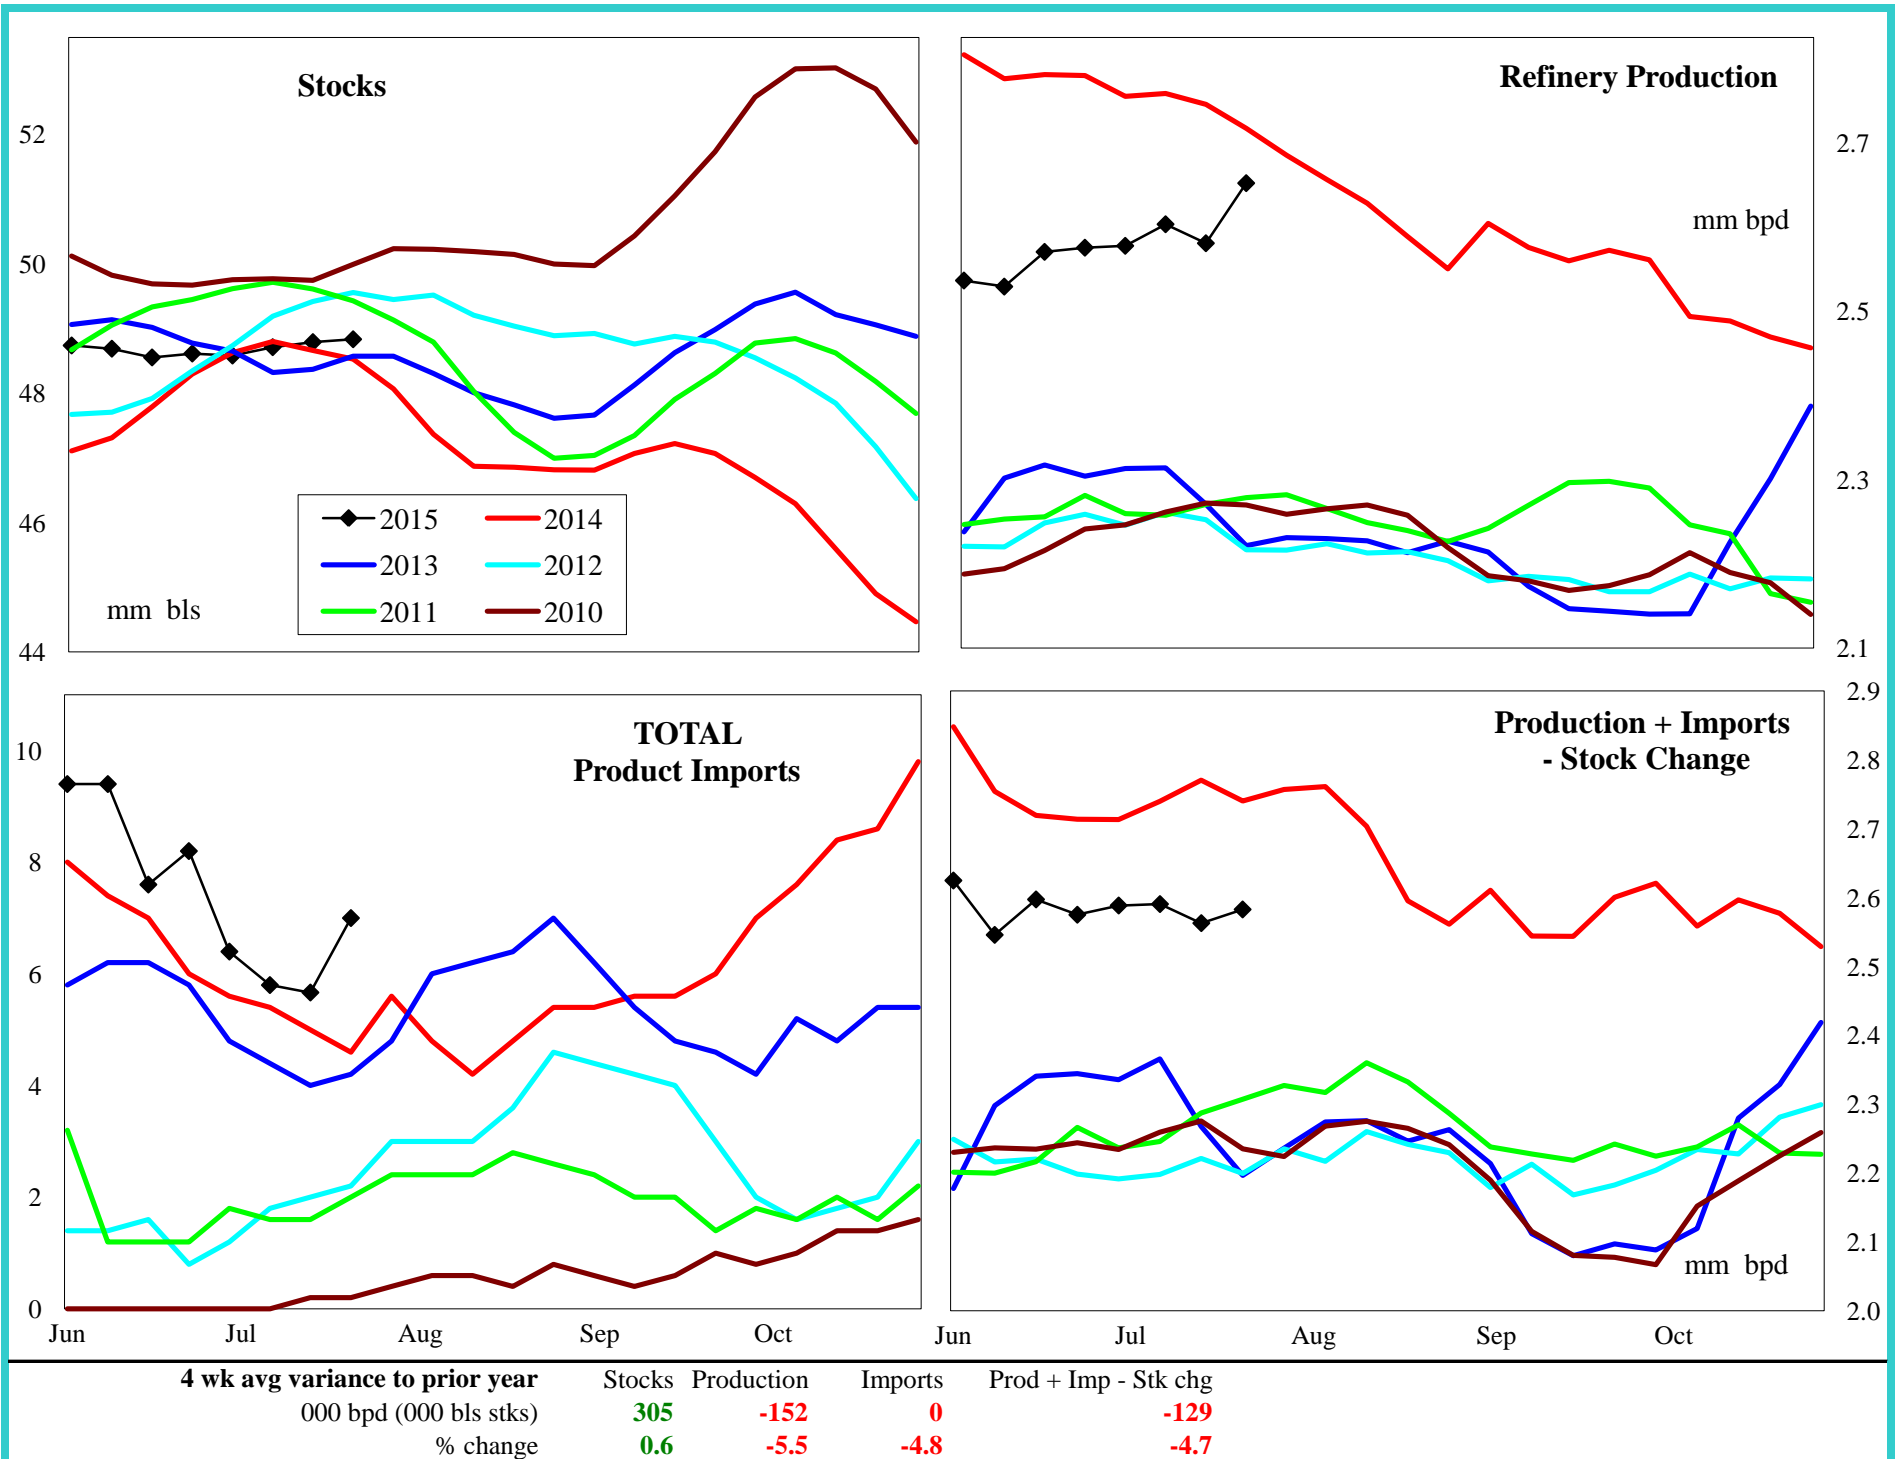 Stocks
52
50
48
46
44
2015
2014
2013
2012
2011
2010
mm bls
Refinery Production
mm bpd
2.7
2.5
2.3
2.1
TOTAL
Product Imports
10
8
6
4
2
0
Jun Jul Aug Sep Oct
Production + Imports
- Stock Change
2.9
2.8
2.7
2.6
2.5
2.4
2.3
2.2
2.1
2.0
mm bpd
Jun Jul Aug Sep Oct
4 wk avg variance to prior year Stocks Production Imports Prod + Imp - Stk chg
000 bpd (000 bls stks) 305 -152 0 -129
% change 0.6 -5.5 -4.8 -4.7